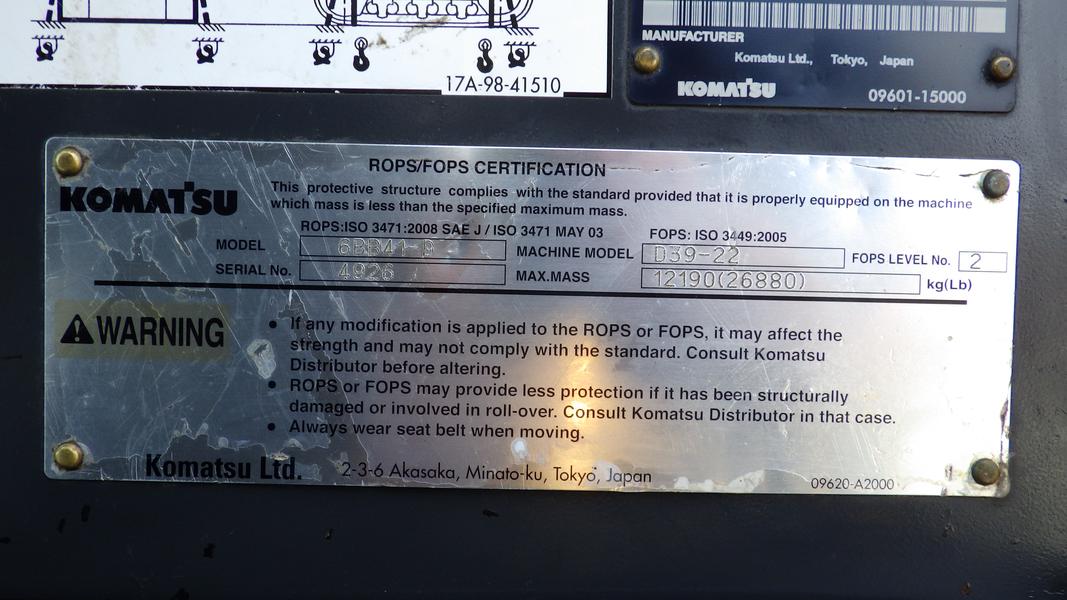 17A-98-41510
MANUFACTURER
Komatsu Ltd., Tokyo, Japan
KOMATSU
09601-15000
ROPS/FOPS CERTIFICATION
KOMATSU
This protective structure complies with the standard provided that it is properly equipped on the machine
which mass is less than the specified maximum mass.
ROPS:ISO 3471:2008 SAE J / ISO 3471 MAY 03 FOPS: ISO 3449:2005
MODEL MACHINE MODEL D39-22 FOPS LEVEL No. 2
SERIAL No. 4926 MAX.MASS 12190(26880) kg(Lb)
WARNING
• If any modification is applied to the ROPS or FOPS, it may affect the
strength and may not comply with the standard. Consult Komatsu
Distributor before altering.
• ROPS or FOPS may provide less protection if it has been structurally
damaged or involved in roll-over. Consult Komatsu Distributor in that case.
• Always wear seat belt when moving.
Komatsu Ltd. 2-3-6 Akasaka, Minato-ku, Tokyo, Japan
09620-A2000